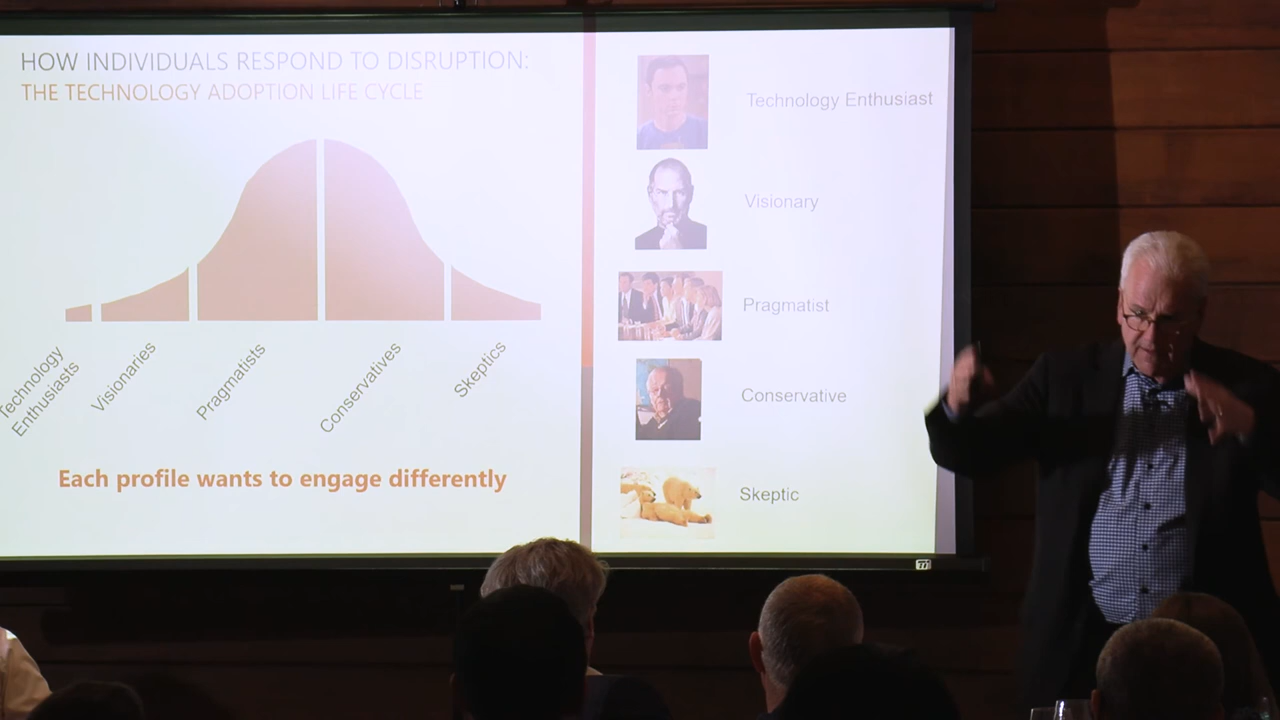 HOW INDIVIDUALS RESPOND TO DISRUPTION:
THE TECHNOLOGY ADOPTION LIFE CYCLE
Technology
Enthusiasts
Visionaries
Pragmatists
Conservatives
Skeptics
Each profile wants to engage differently
Technology Enthusiast
Visionary
Pragmatist
Conservative
Skeptic